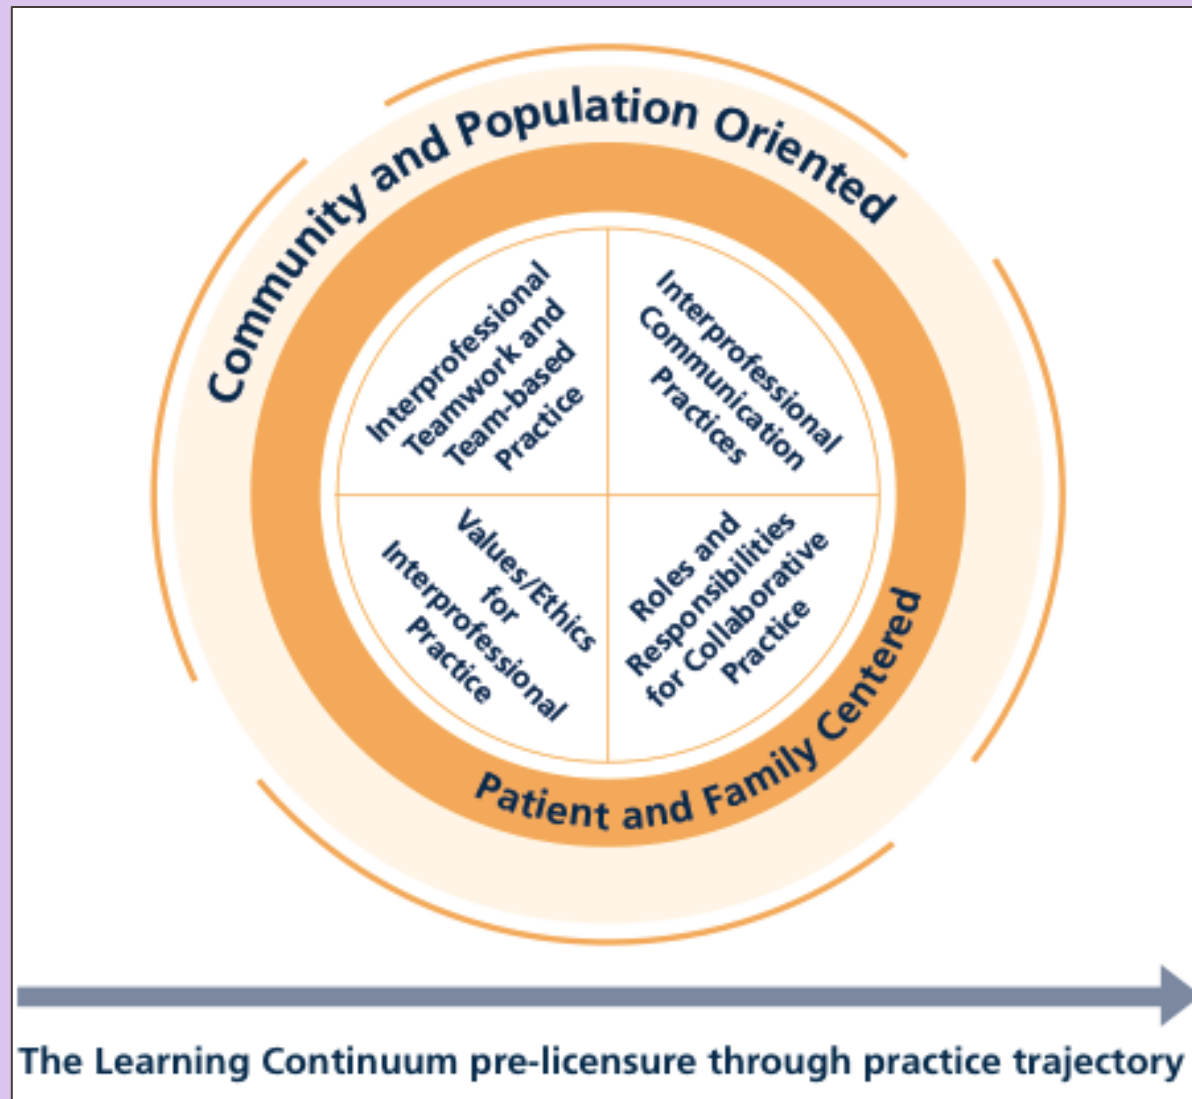 Community and Population Oriented
Interprofessional
Teamwork and
Team-based
Practice
Interprofessional
Communication
Practices
Values/Ethics
for
Interprofessional
Practice
Roles and
Responsibilities
for Collaborative
Practice
Patient and Family Centered
The Learning Continuum pre-licensure through practice trajectory